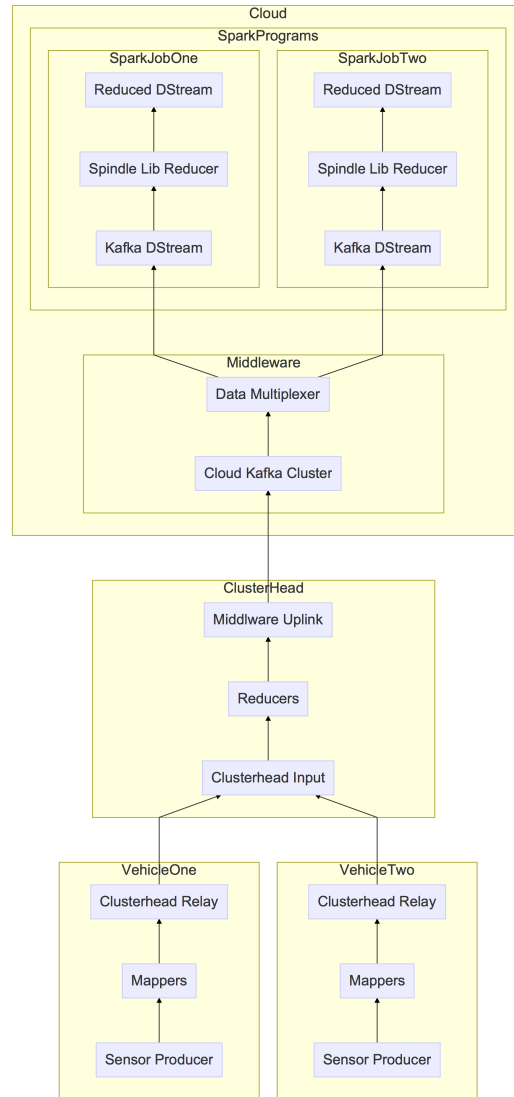 Cloud
SparkPrograms
SparkJobOne
SparkJobTwo
Reduced DStream
Reduced DStream
Spindle Lib Reducer
Spindle Lib Reducer
Kafka DStream
Kafka DStream
Middleware
Data Multiplexer
Cloud Kafka Cluster
ClusterHead
Middlware Uplink
Reducers
Clusterhead Input
VehicleOne
VehicleTwo
Clusterhead Relay
Clusterhead Relay
Mappers
Mappers
Sensor Producer
Sensor Producer